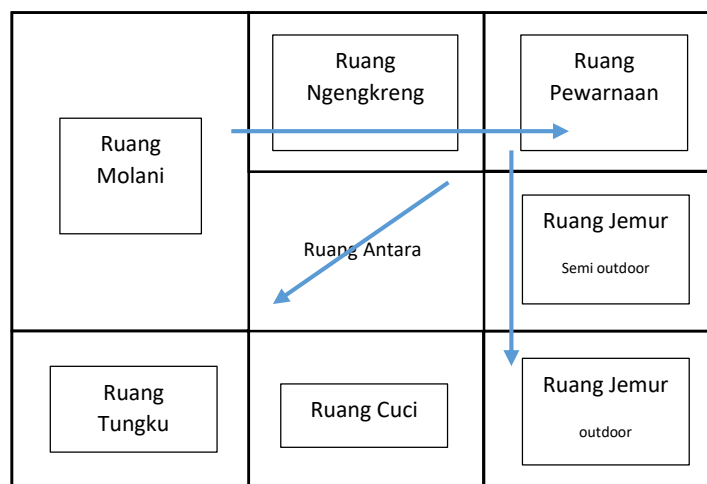 Ruang
Ngengkreng
Ruang
Pewarnaan
Ruang
Molani
Ruang Antara
Ruang Jemur
Semi outdoor
Ruang
Tungku
Ruang Cuci
Ruang Jemur
outdoor